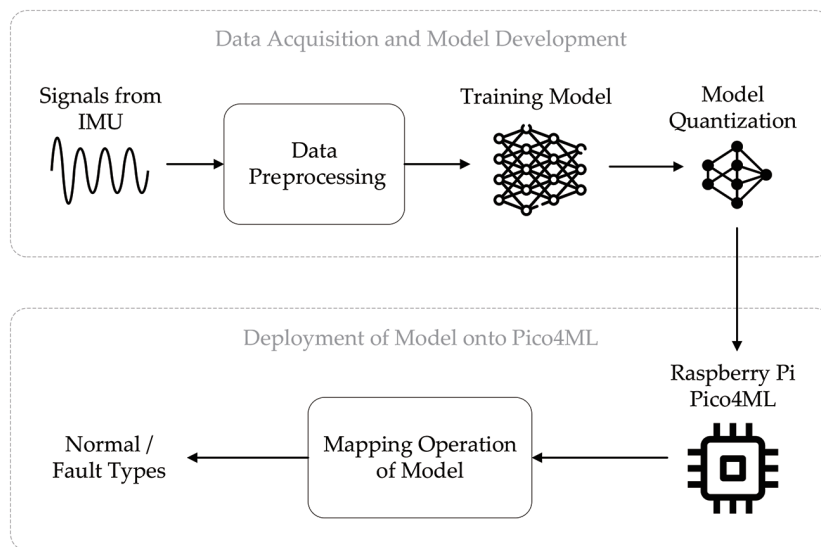 Data Acquisition and Model Development
Signals from
IMU
Data
Preprocessing
Training Model
Model
Quantization
Deployment of Model onto Pico4ML
Raspberry Pi
Pico4ML
Mapping Operation
of Model
Normal /
Fault Types